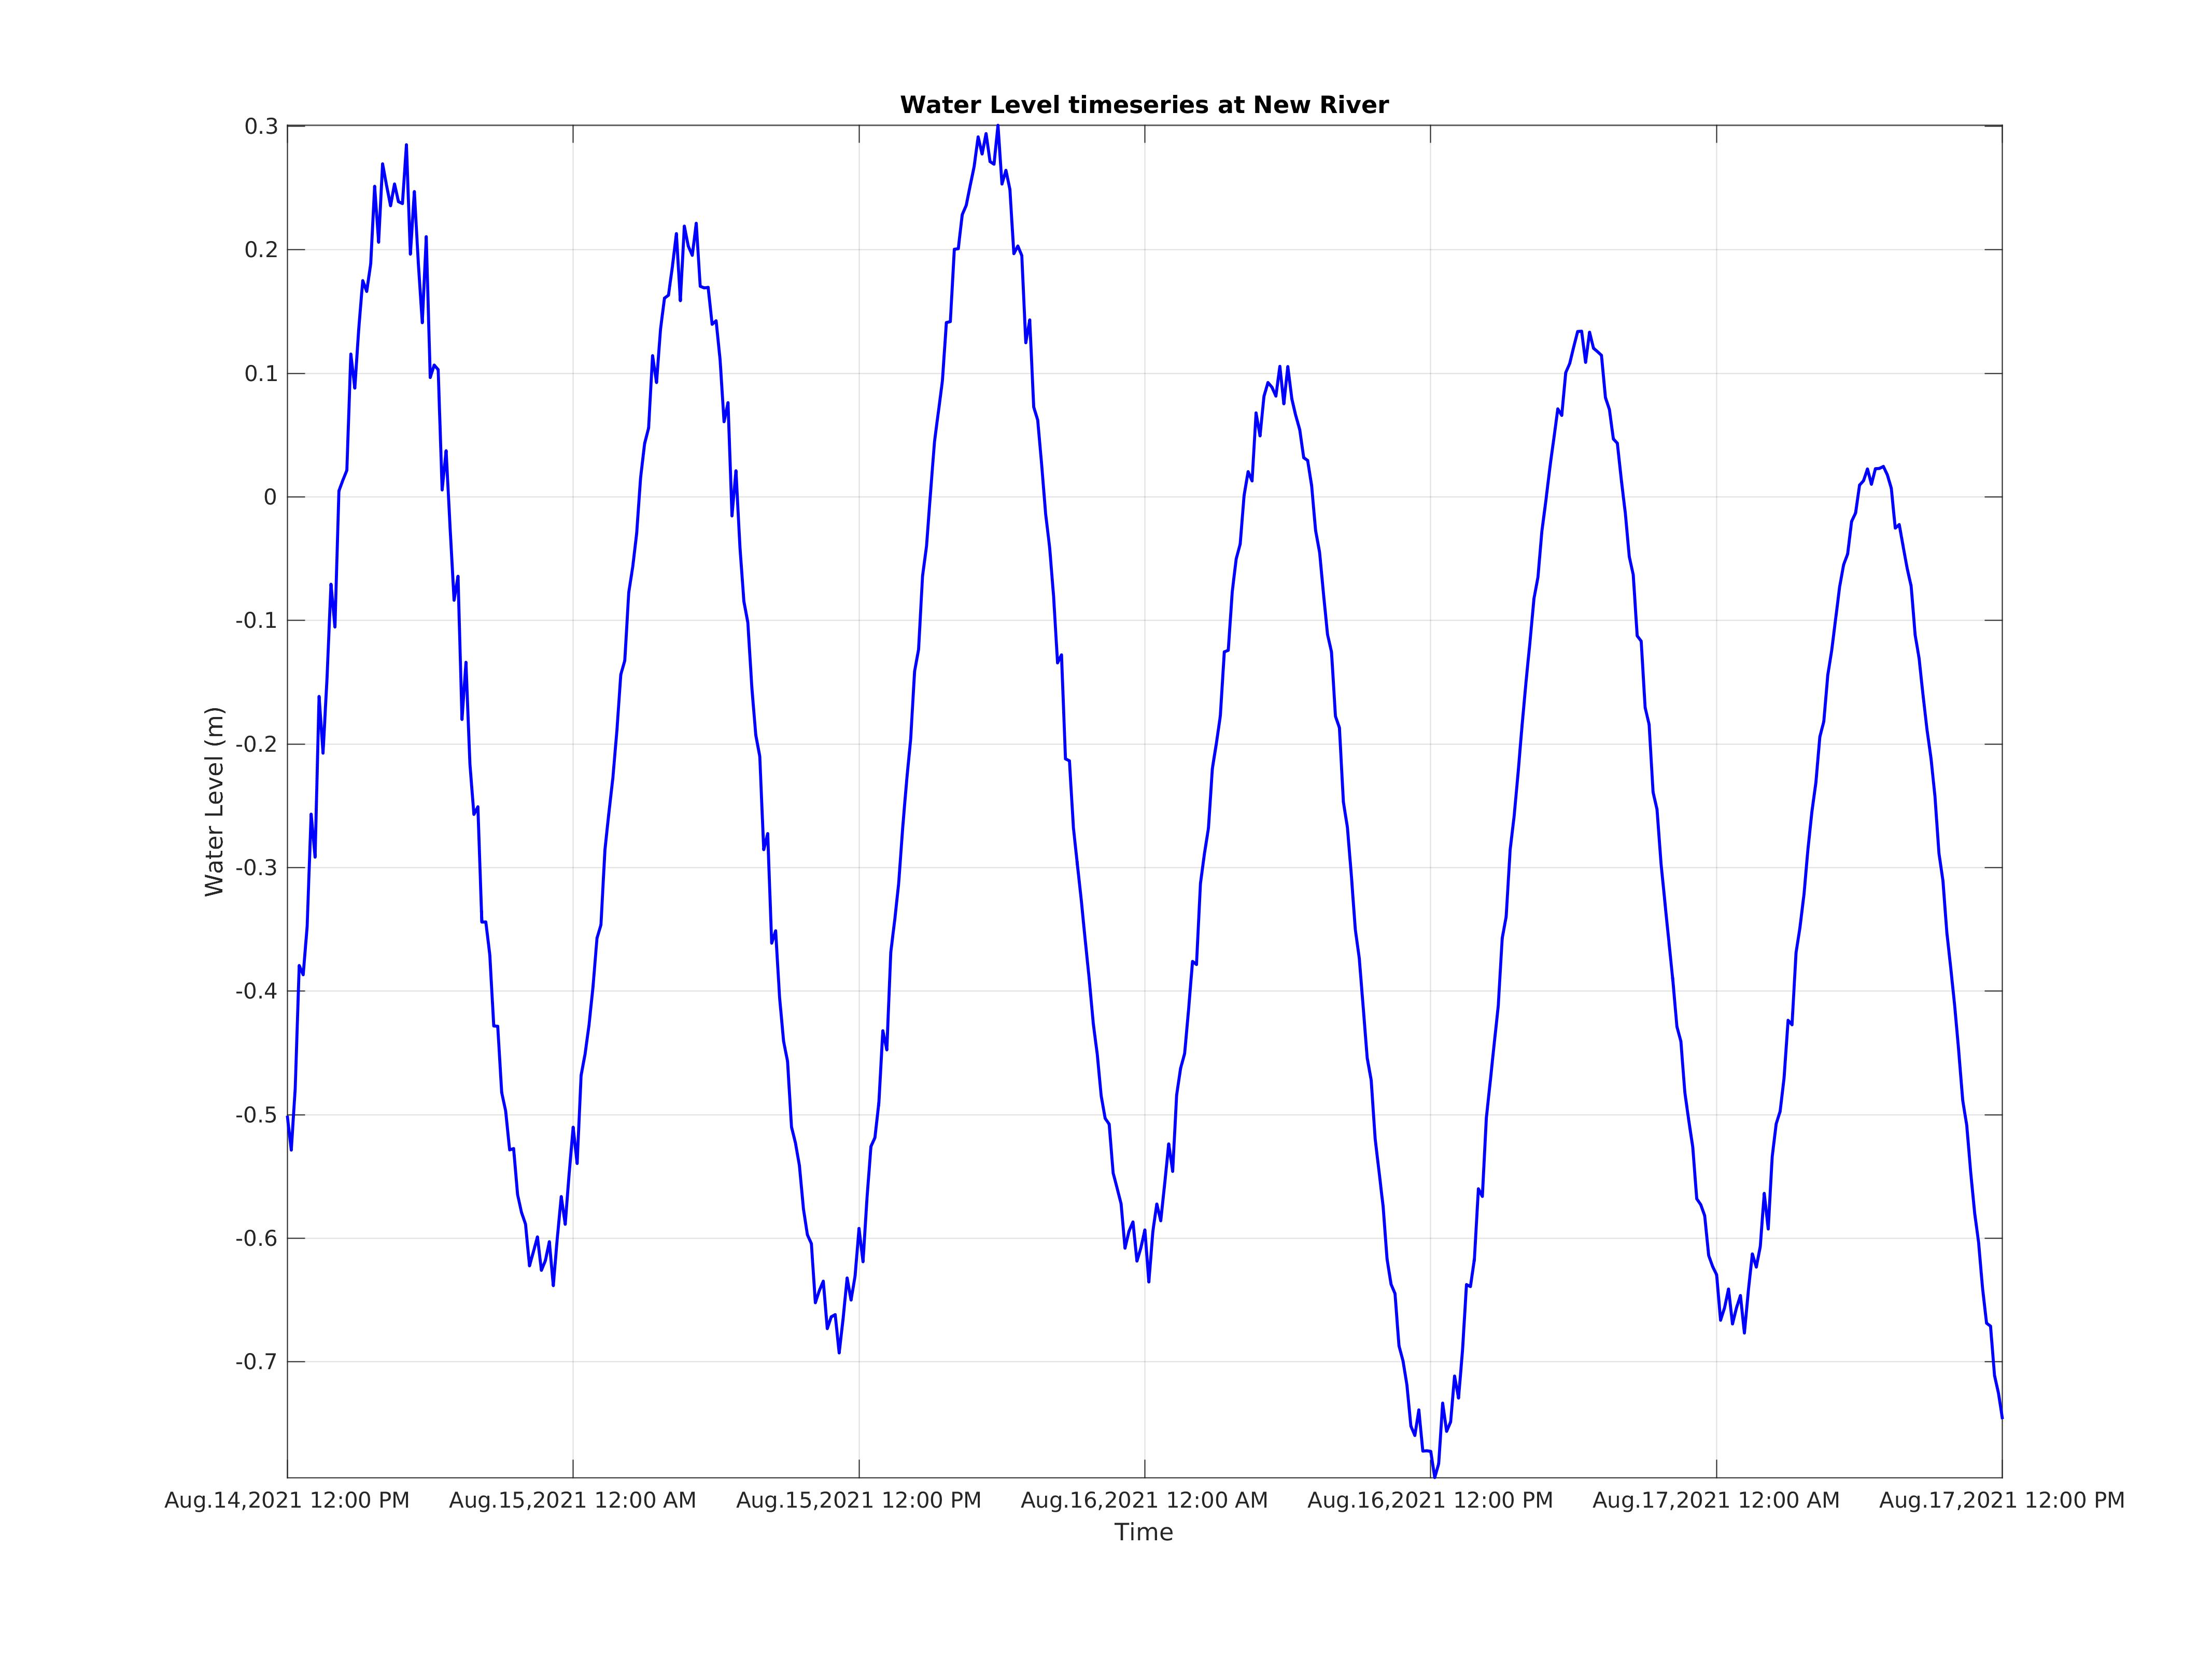 Water Level timeseries at New River
0.3
0.2
0.1
0
-0.1
-0.2
-0.3
-0.4
-0.5
-0.6
-0.7
Water Level (m)
Aug.14,2021 12:00 PM Aug.15,2021 12:00 AM Aug.15,2021 12:00 PM Aug.16,2021 12:00 AM Aug.16,2021 12:00 PM Aug.17,2021 12:00 AM Aug.17,2021 12:00 PM
Time